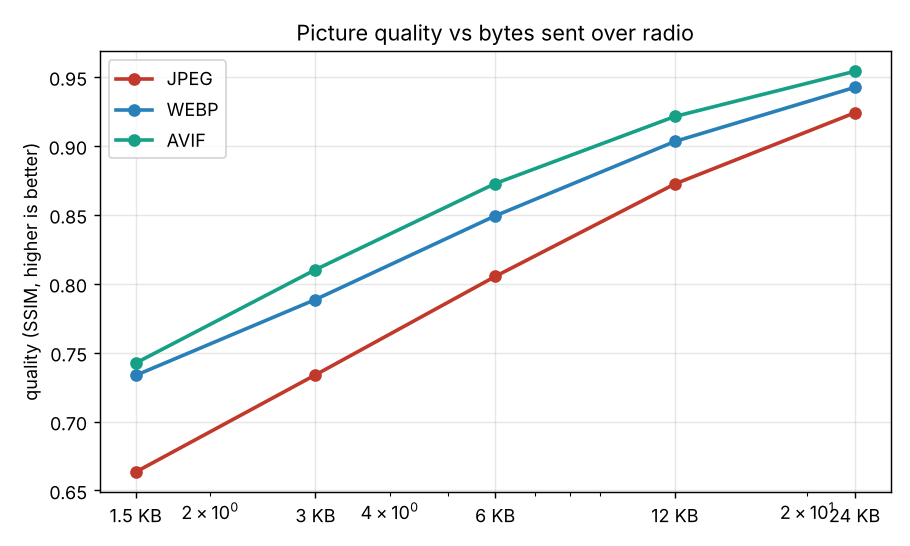 Picture quality vs bytes sent over radio
JPEG
WEBP
AVIF
quality (SSIM, higher is better)
0.95
0.90
0.85
0.80
0.75
0.70
0.65
1.5 KB 2 × 10⁰ 3 KB 4 × 10⁰ 6 KB 12 KB 2 × 10¹ 24 KB